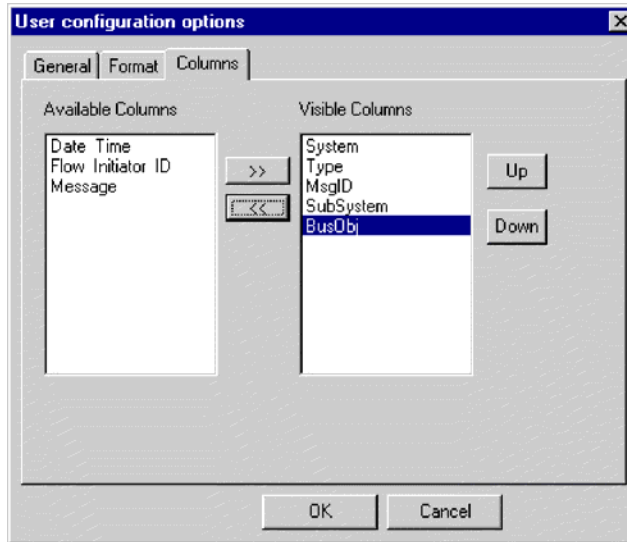 User configuration options
General Format Columns
Available Columns Visible Columns
Date Time
Flow Initiator ID
Message
>>
<<
System
Type
MsgID
SubSystem
BusObj
Up
Down
OK Cancel